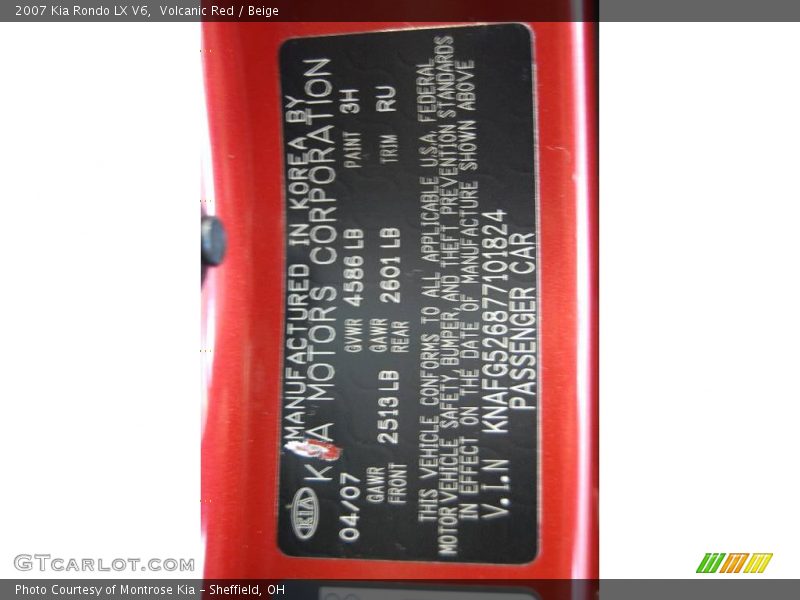 2007 Kia Rondo LX V6,  Volcanic Red / Beige
MANUFACTURED IN KOREA BY
KIA KIA MOTORS CORPORATION
04/07 GVWR 4586 LB PAINT 3H
GAWR FRONT 2513 LB GAWR REAR 2601 LB TRIM RU
THIS VEHICLE CONFORMS TO ALL APPLICABLE U.S.A. FEDERAL
MOTOR VEHICLE SAFETY, BUMPER, AND THEFT PREVENTION STANDARDS
IN EFFECT ON THE DATE OF MANUFACTURE SHOWN ABOVE
V.I.N KNAFG526877101824
PASSENGER CAR
GTcarlot.com
Photo Courtesy of Montrose Kia – Sheffield, OH